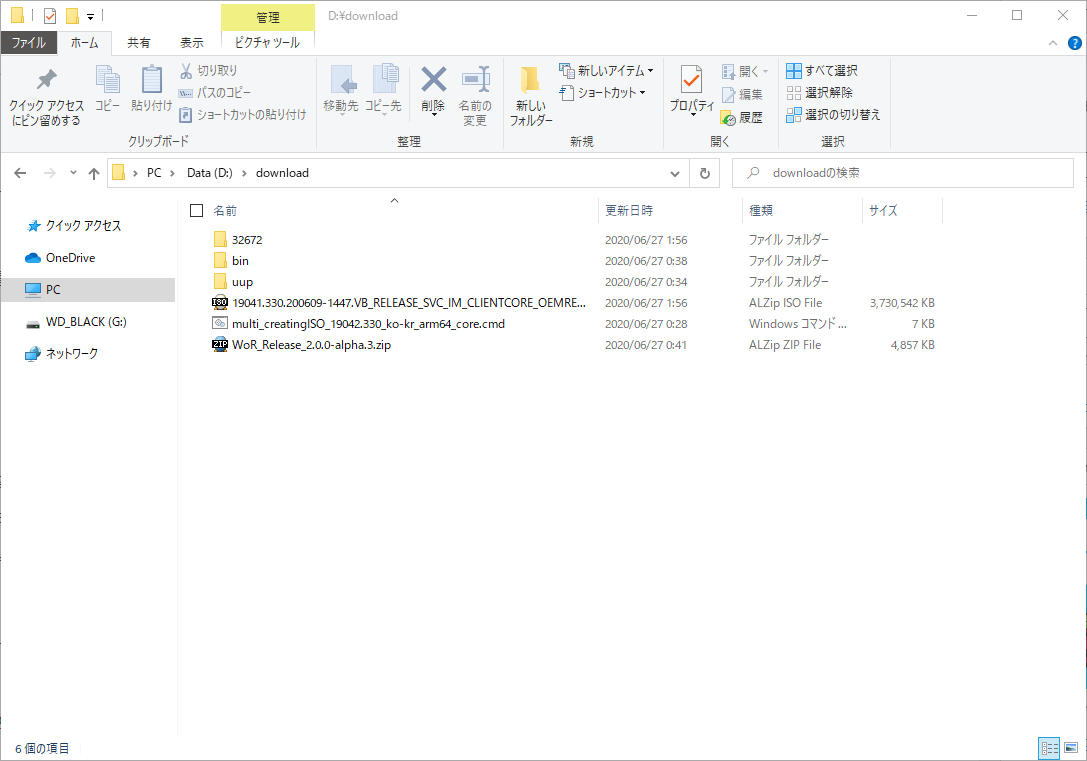 管理
D:¥download
ファイル
ホーム
共有
表示
ピクチャ ツール
クイック アクセス
にピン留めする
コピー
貼り付け
切り取り
パスのコピー
ショートカットの貼り付け
クリップボード
移動先
コピー先
削除
名前の
変更
整理
新しい
フォルダー
新しいアイテム
ショートカット
新規
プロパティ
開く
編集
履歴
開く
すべて選択
選択解除
選択の切り替え
選択
PC
Data (D:)
download
downloadの検索
クイック アクセス
OneDrive
PC
WD_BLACK (G:)
ネットワーク
名前 更新日時 種類 サイズ
32672 2020/06/27 1:56 ファイル フォルダー
bin 2020/06/27 0:38 ファイル フォルダー
uup 2020/06/27 0:34 ファイル フォルダー
ISO 19041.330.200609-1447.VB_RELEASE_SVC_IM_CLIENTCORE_OEMRE... 2020/06/27 1:56 ALZip ISO File 3,730,542 KB
multi_creatingISO_19042.330_ko-kr_arm64_core.cmd 2020/06/27 0:28 Windows コマンド ... 7 KB
ZIP WoR_Release_2.0.0-alpha.3.zip 2020/06/27 0:41 ALZip ZIP File 4,857 KB
6 個の項目